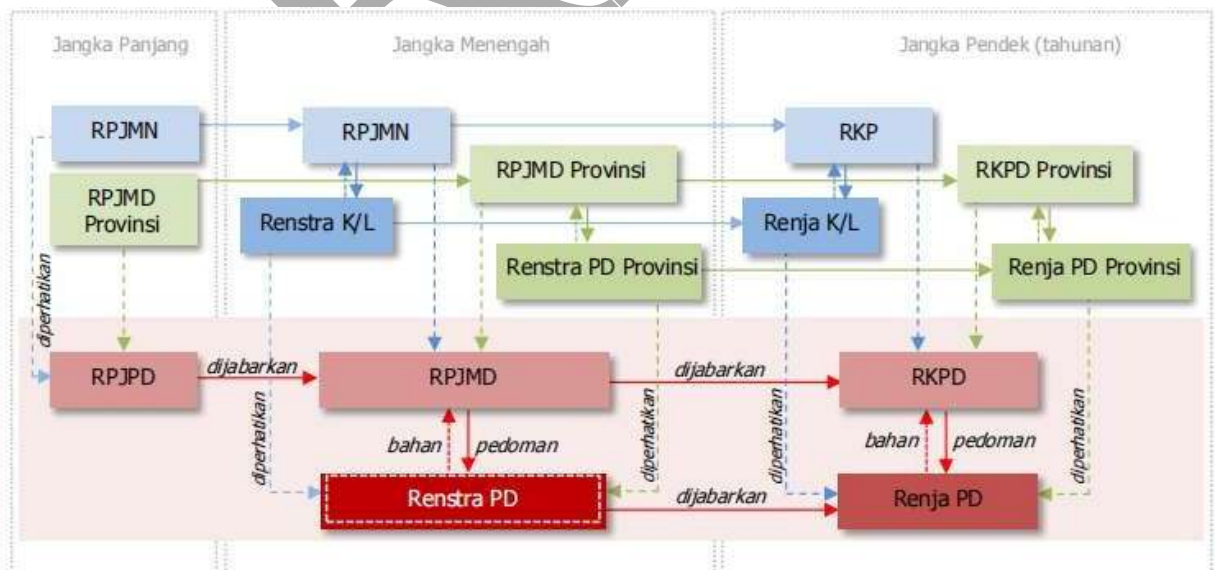 Jangka Panjang
Jangka Menengah
Jangka Pendek (tahunan)
RPJMN
RPJMN
RKP
RPJMD
Provinsi
RPJMD Provinsi
RKPD Provinsi
Renstra K/L
Renja K/L
Renstra PD Provinsi
Renja PD Provinsi
diperhatikan
RPJPD
dijabarkan
RPJMD
dijabarkan
RKPD
diperhatikan
bahan
pedoman
diperhatikan
diperhatikan
bahan
pedoman
diperhatikan
Renstra PD
dijabarkan
Renja PD